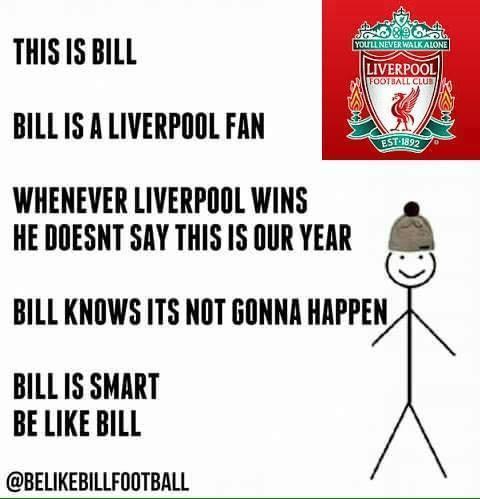 THIS IS BILL
YOU'LL NEVER WALK ALONE
LIVERPOOL
FOOTBALL CLUB
EST·1892
BILL IS A LIVERPOOL FAN
WHENEVER LIVERPOOL WINS
HE DOESNT SAY THIS IS OUR YEAR
BILL KNOWS ITS NOT GONNA HAPPEN
BILL IS SMART
BE LIKE BILL
@BELIKEBILLFOOTBALL